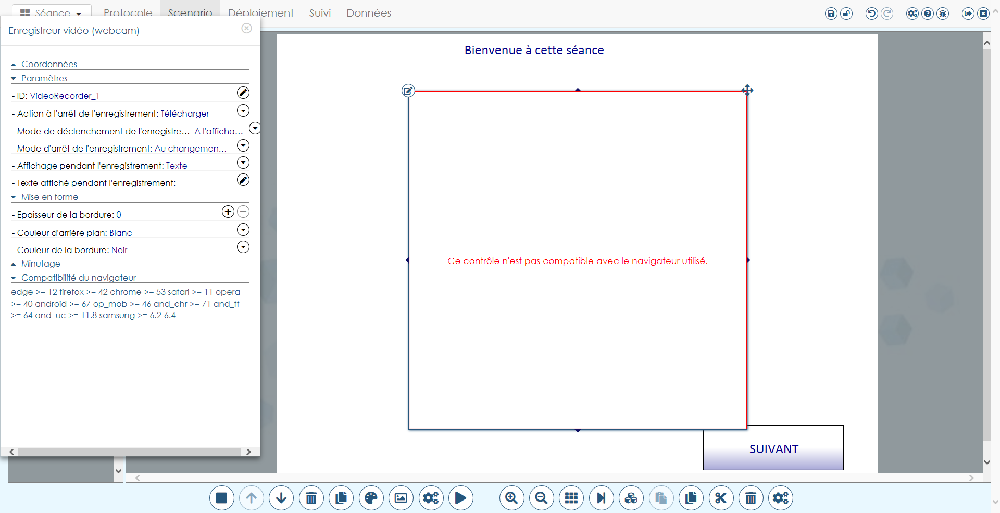 Séance Protocole Scenario Déploiement Suivi Données
Enregistreur vidéo (webcam)
Coordonnées
Paramètres
- ID: VideoRecorder_1
- Action à l'arrêt de l'enregistrement: Télécharger
- Mode de déclenchement de l'enregistre... A l'afficha...
- Mode d'arrêt de l'enregistrement: Au changemen...
- Affichage pendant l'enregistrement: Texte
- Texte affiché pendant l'enregistrement:
Mise en forme
- Epaisseur de la bordure: 0
- Couleur d'arrière plan: Blanc
- Couleur de la bordure: Noir
Minutage
Compatibilité du navigateur
edge >= 12 firefox >= 42 chrome >= 53 safari >= 11 opera
>= 40 android >= 67 op_mob >= 46 and_chr >= 71 and_ff
>= 64 and_uc >= 11.8 samsung >= 6.2-6.4
Bienvenue à cette séance
Ce contrôle n'est pas compatible avec le navigateur utilisé.
SUIVANT